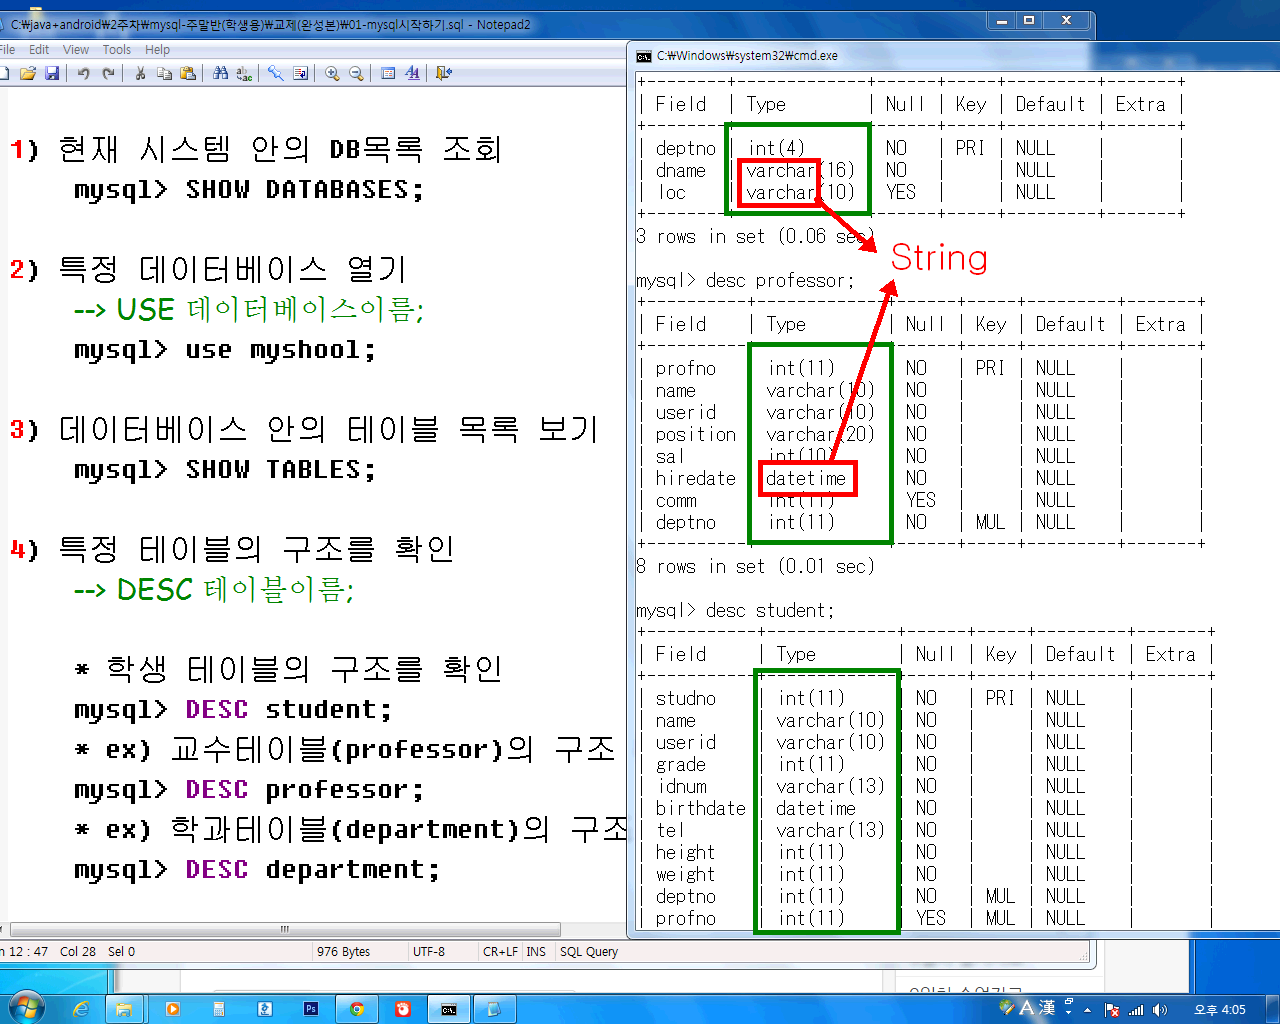 C:\java+android\2주차\mysql-주말반(학생용)\교제(완성본)\01-mysql시작하기.sql - Notepad2
File Edit View Tools Help
1) 현재 시스템 안의 DB목록 조회
mysql> SHOW DATABASES;
2) 특정 데이터베이스 열기
--> USE 데이터베이스이름;
mysql> use myshool;
3) 데이터베이스 안의 테이블 목록 보기
mysql> SHOW TABLES;
4) 특정 테이블의 구조를 확인
--> DESC 테이블이름;
* 학생 테이블의 구조를 확인
mysql> DESC student;
* ex) 교수테이블(professor)의 구조
mysql> DESC professor;
* ex) 학과테이블(department)의 구조
mysql> DESC department;
Ln 12 : 47 Col 28 Sel 0 976 Bytes UTF-8 CR+LF INS SQL Query
C:\Windows\system32\cmd.exe
| Field | Type | Null | Key | Default | Extra |
| deptno | int(4) | NO | PRI | NULL | |
| dname | varchar(16) | NO | | NULL | |
| loc | varchar(10) | YES | | NULL | |
3 rows in set (0.06 sec)
String
mysql> desc professor;
| Field | Type | Null | Key | Default | Extra |
| profno | int(11) | NO | PRI | NULL | |
| name | varchar(10) | NO | | NULL | |
| userid | varchar(10) | NO | | NULL | |
| position | varchar(20) | NO | | NULL | |
| sal | int(10) | NO | | NULL | |
| hiredate | datetime | NO | | NULL | |
| comm | int(11) | YES | | NULL | |
| deptno | int(11) | NO | MUL | NULL | |
8 rows in set (0.01 sec)
mysql> desc student;
| Field | Type | Null | Key | Default | Extra |
| studno | int(11) | NO | PRI | NULL | |
| name | varchar(10) | NO | | NULL | |
| userid | varchar(10) | NO | | NULL | |
| grade | int(11) | NO | | NULL | |
| idnum | varchar(13) | NO | | NULL | |
| birthdate | datetime | NO | | NULL | |
| tel | varchar(13) | NO | | NULL | |
| height | int(11) | NO | | NULL | |
| weight | int(11) | NO | | NULL | |
| deptno | int(11) | NO | MUL | NULL | |
| profno | int(11) | YES | MUL | NULL | |
Ps
A 漢
오후 4:05